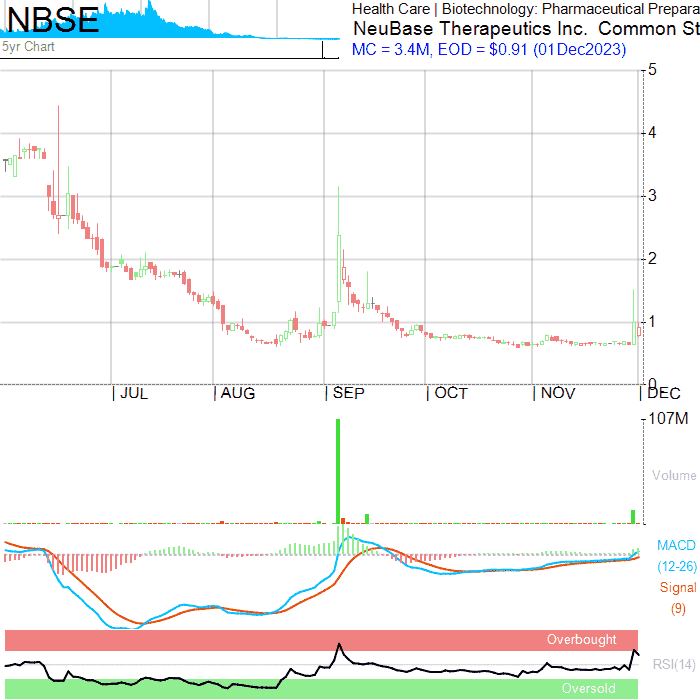 NBSE
Health Care | Biotechnology: Pharmaceutical Prepara
NeuBase Therapeutics Inc. Common St
5yr Chart
MC = 3.4M, EOD = $0.91 (01Dec2023)
5
4
3
2
1
0
| JUL | AUG | SEP | OCT | NOV | DEC
107M
Volume
MACD
(12-26)
Signal
(9)
Overbought
RSI(14)
Oversold